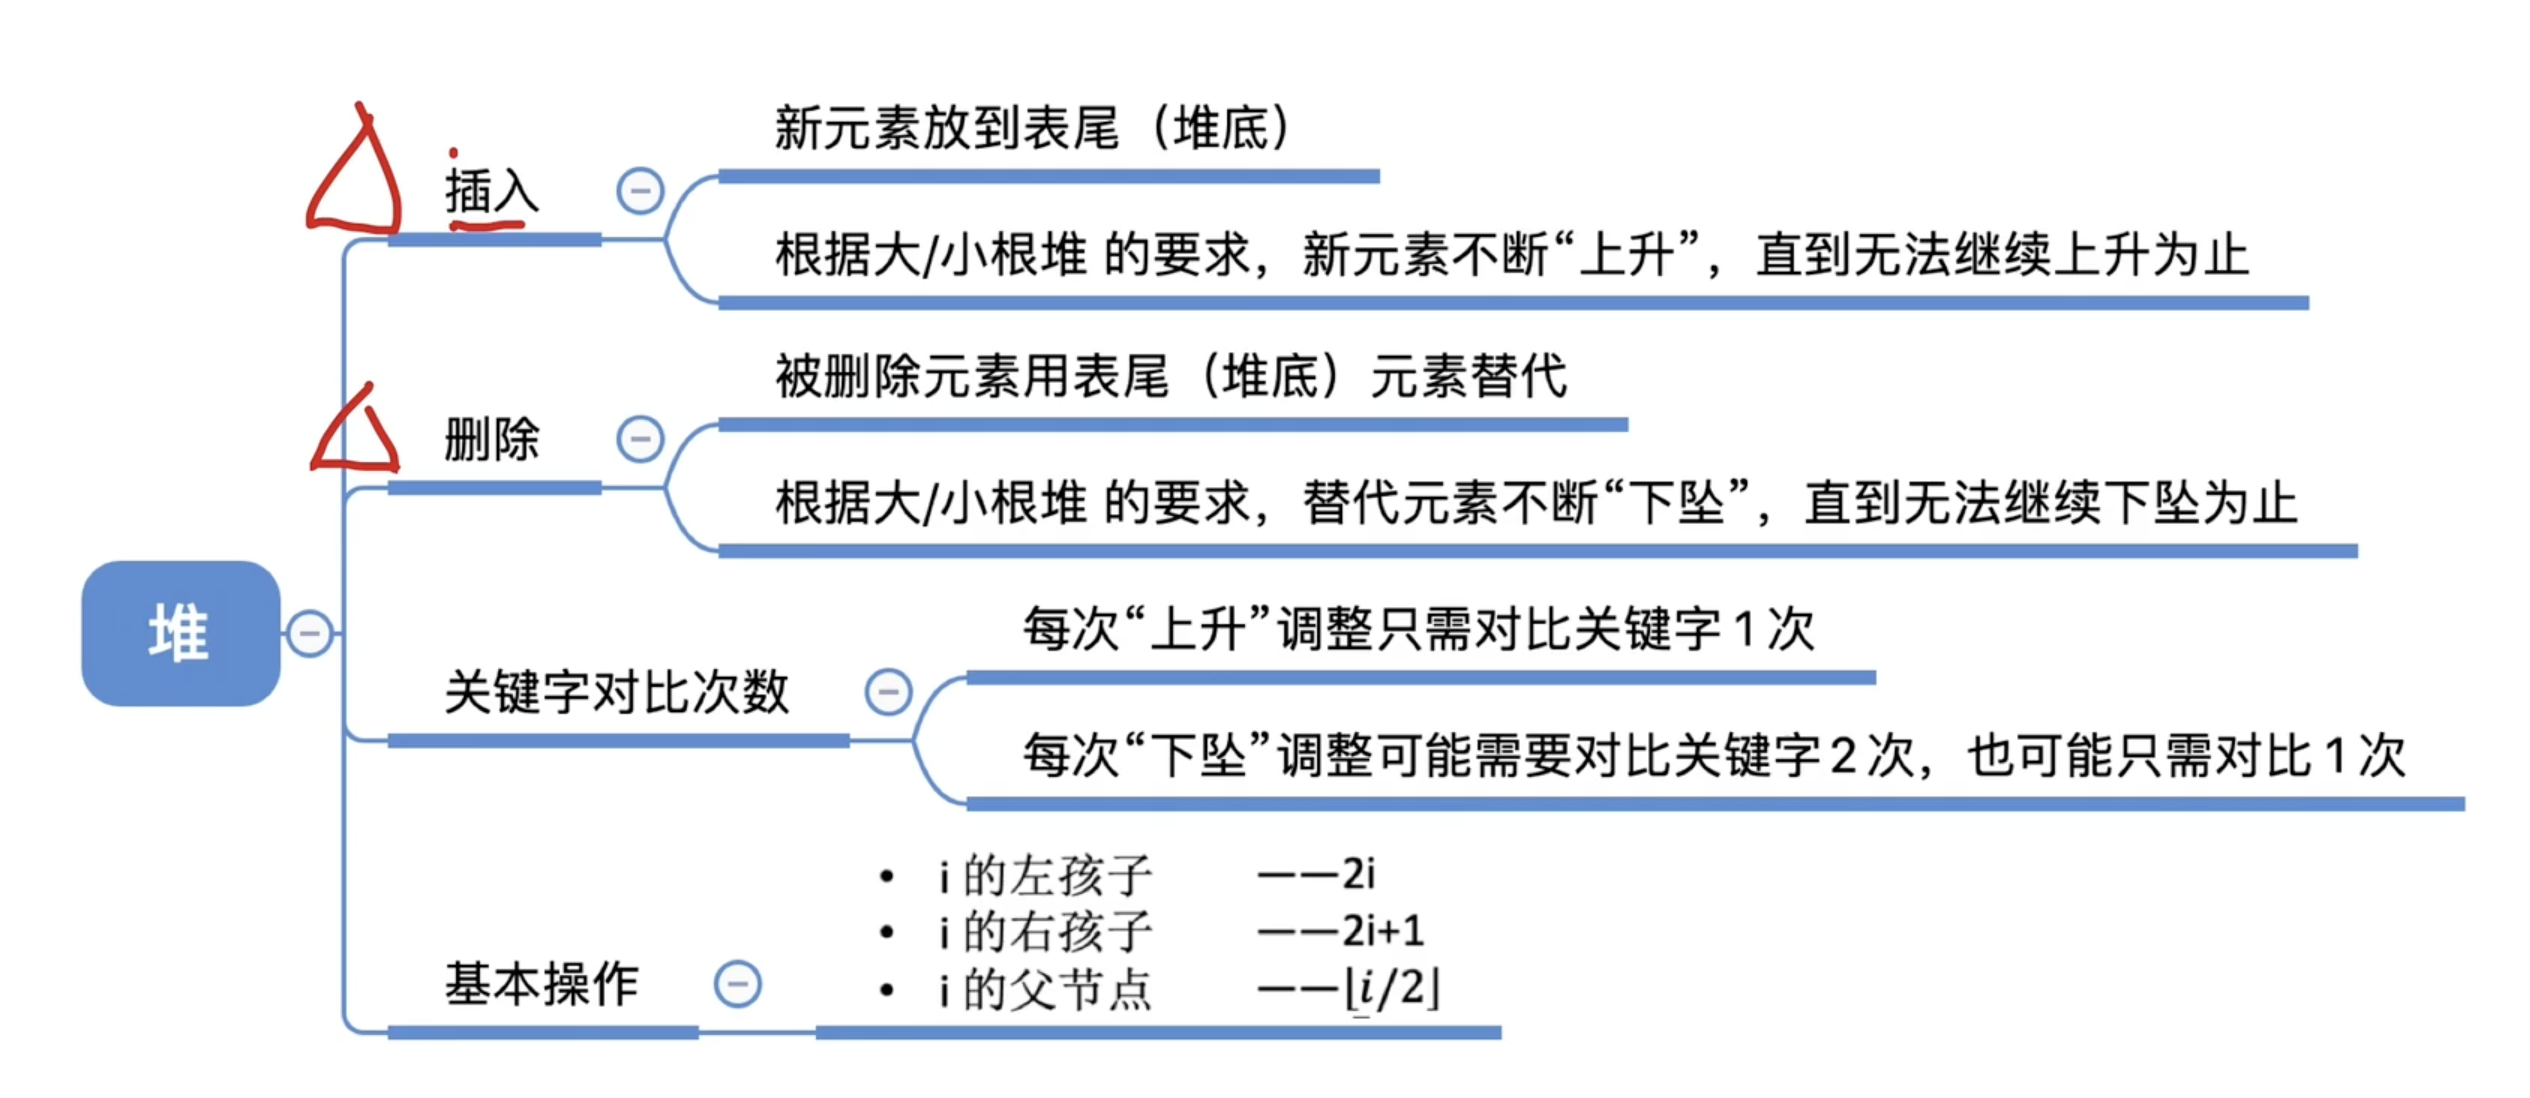 新元素放到表尾（堆底）
插入
根据大/小根堆 的要求，新元素不断“上升”，直到无法继续上升为止
被删除元素用表尾（堆底）元素替代
删除
根据大/小根堆 的要求，替代元素不断“下坠”，直到无法继续下坠为止
堆
每次“上升”调整只需对比关键字1次
关键字对比次数
每次“下坠”调整可能需要对比关键字2次，也可能只需对比1次
• i 的左孩子 ——2i
• i 的右孩子 ——2i+1
• i 的父节点 ——⌊i/2⌋
基本操作